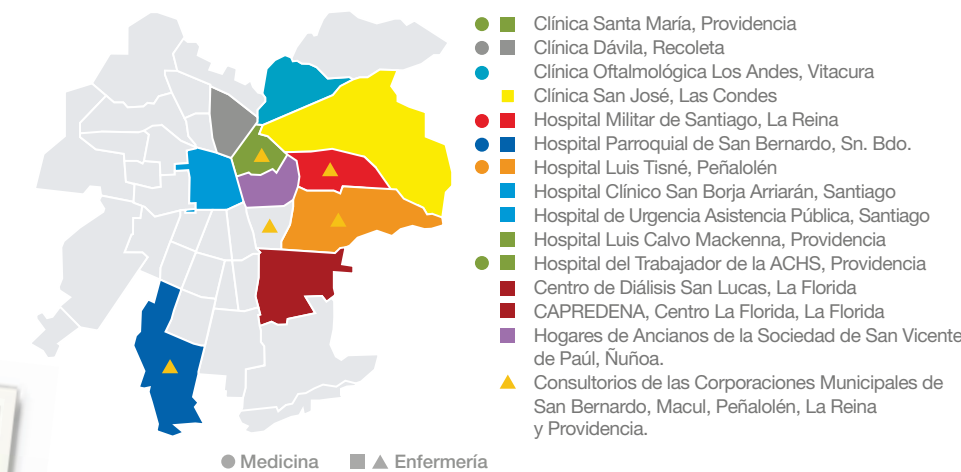 Clínica Santa María, Providencia
Clínica Dávila, Recoleta
Clínica Oftalmológica Los Andes, Vitacura
Clínica San José, Las Condes
Hospital Militar de Santiago, La Reina
Hospital Parroquial de San Bernardo, Sn. Bdo.
Hospital Luis Tisné, Peñalolén
Hospital Clínico San Borja Arriarán, Santiago
Hospital de Urgencia Asistencia Pública, Santiago
Hospital Luis Calvo Mackenna, Providencia
Hospital del Trabajador de la ACHS, Providencia
Centro de Diálisis San Lucas, La Florida
CAPREDENA, Centro La Florida, La Florida
Hogares de Ancianos de la Sociedad de San Vicente
de Paúl, Ñuñoa.
Consultorios de las Corporaciones Municipales de
San Bernardo, Macul, Peñalolén, La Reina
y Providencia.
Medicina Enfermería